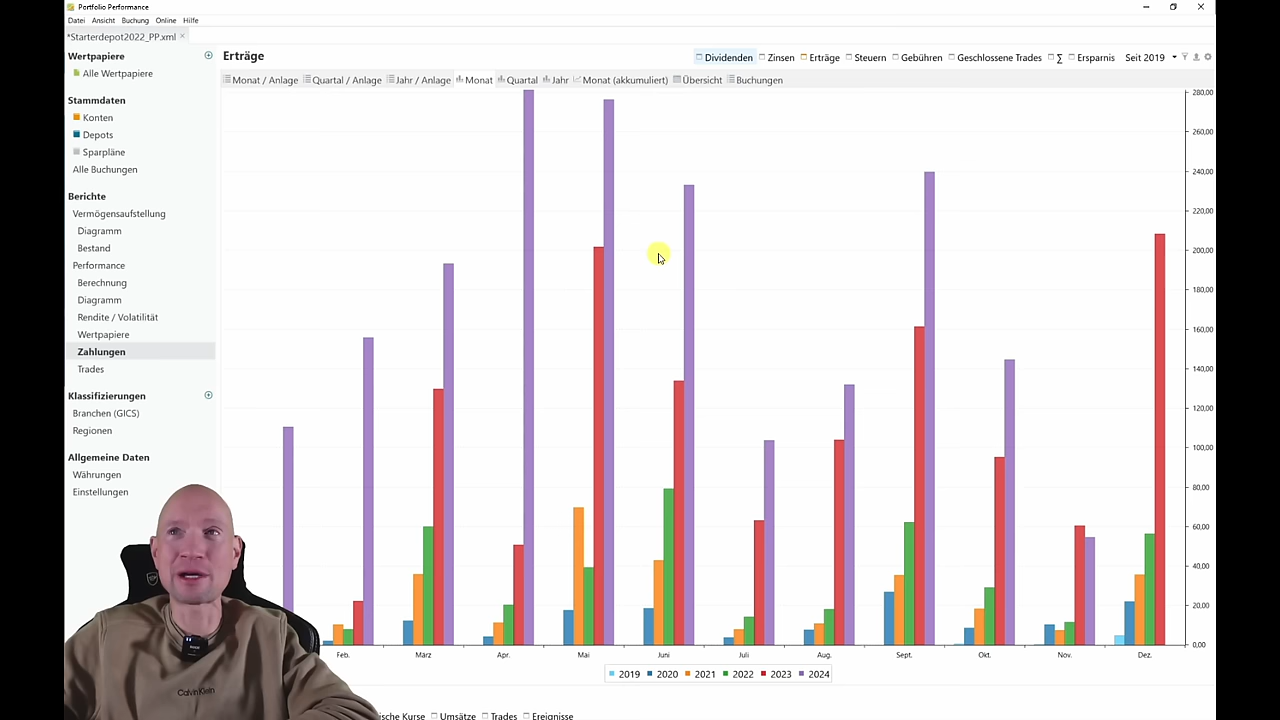 Portfolio Performance
Datei Ansicht Buchung Online Hilfe
*Starterdepot2022_PP.xml
Wertpapiere
Alle Wertpapiere
Stammdaten
Konten
Depots
Sparpläne
Alle Buchungen
Berichte
Vermögensaufstellung
Diagramm
Bestand
Performance
Berechnung
Diagramm
Rendite / Volatilität
Wertpapiere
Zahlungen
Trades
Klassifizierungen
Branchen (GICS)
Regionen
Allgemeine Daten
Währungen
Einstellungen
Erträge
Dividenden Zinsen Erträge Steuern Gebühren Geschlossene Trades ∑ Ersparnis Seit 2019
Monat / Anlage Quartal / Anlage Jahr / Anlage Monat Quartal Jahr Monat (akkumuliert) Übersicht Buchungen
280,00
260,00
240,00
220,00
200,00
180,00
160,00
140,00
120,00
100,00
80,00
60,00
40,00
20,00
0,00
Feb. März Apr. Mai Juni Juli Aug. Sept. Okt. Nov. Dez.
2019 2020 2021 2022 2023 2024
ische Kurse Umsätze Trades Ereignisse
Calvin Klein